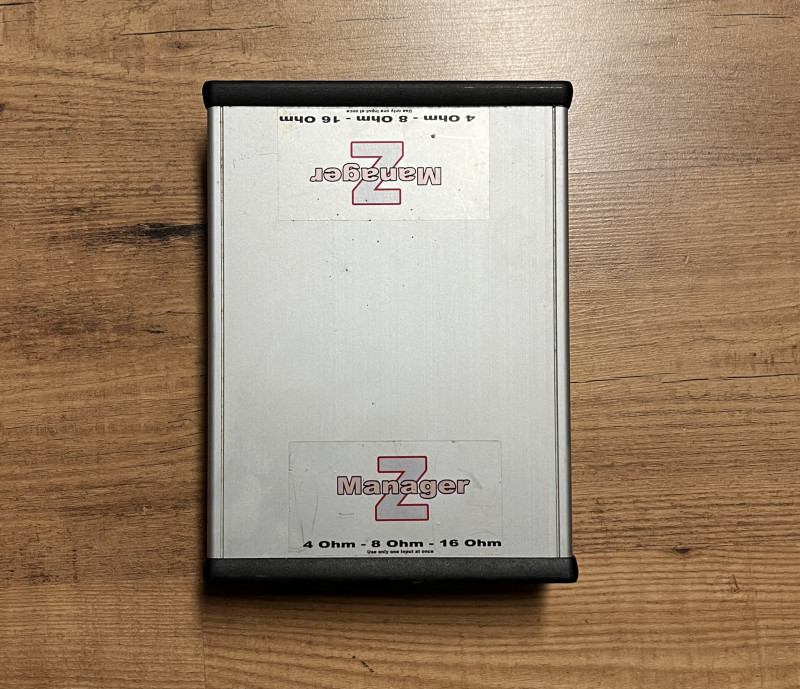 Use only one input at once
4 Ohm - 8 Ohm - 16 Ohm
Z
Manager
Z
Manager
4 Ohm - 8 Ohm - 16 Ohm
Use only one input at once